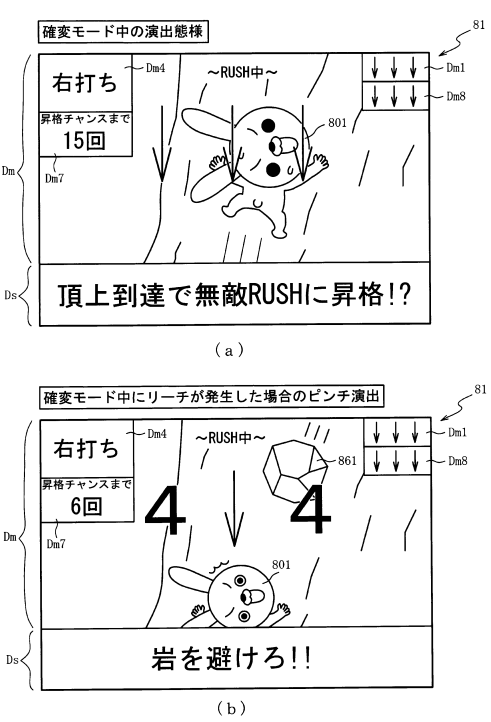 確変モード中の演出態様
81
右打ち
Dm4
～RUSH中～
Dm1
Dm8
昇格チャンスまで
15回
801
Dm
Dm7
Ds
頂上到達で無敵RUSHに昇格!?
(a)
確変モード中にリーチが発生した場合のピンチ演出
81
右打ち
Dm4
～RUSH中～
Dm1
861
Dm8
昇格チャンスまで
6回
4
4
Dm
Dm7
801
Ds
岩を避けろ!!
(b)